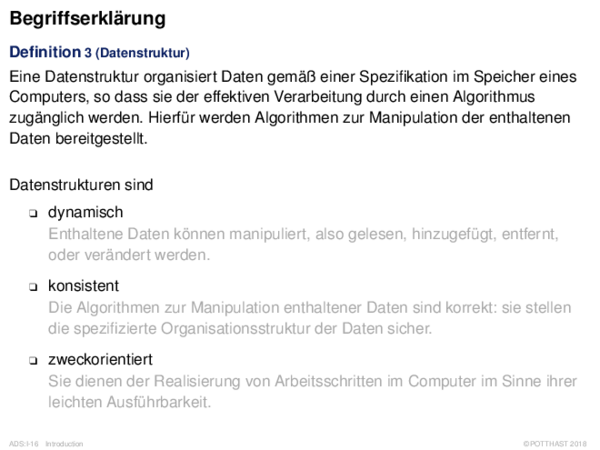 Begriffserklärung
Definition 3 (Datenstruktur)
Eine Datenstruktur organisiert Daten gemäß einer Spezifikation im Speicher eines
Computers, so dass sie der effektiven Verarbeitung durch einen Algorithmus
zugänglich werden. Hierfür werden Algorithmen zur Manipulation der enthaltenen
Daten bereitgestellt.
Datenstrukturen sind
❑ dynamisch
Enthaltene Daten können manipuliert, also gelesen, hinzugefügt, entfernt,
oder verändert werden.
❑ konsistent
Die Algorithmen zur Manipulation enthaltener Daten sind korrekt: sie stellen
die spezifizierte Organisationsstruktur der Daten sicher.
❑ zweckorientiert
Sie dienen der Realisierung von Arbeitsschritten im Computer im Sinne ihrer
leichten Ausführbarkeit.
ADS:I-16 Introduction © POTTHAST 2018